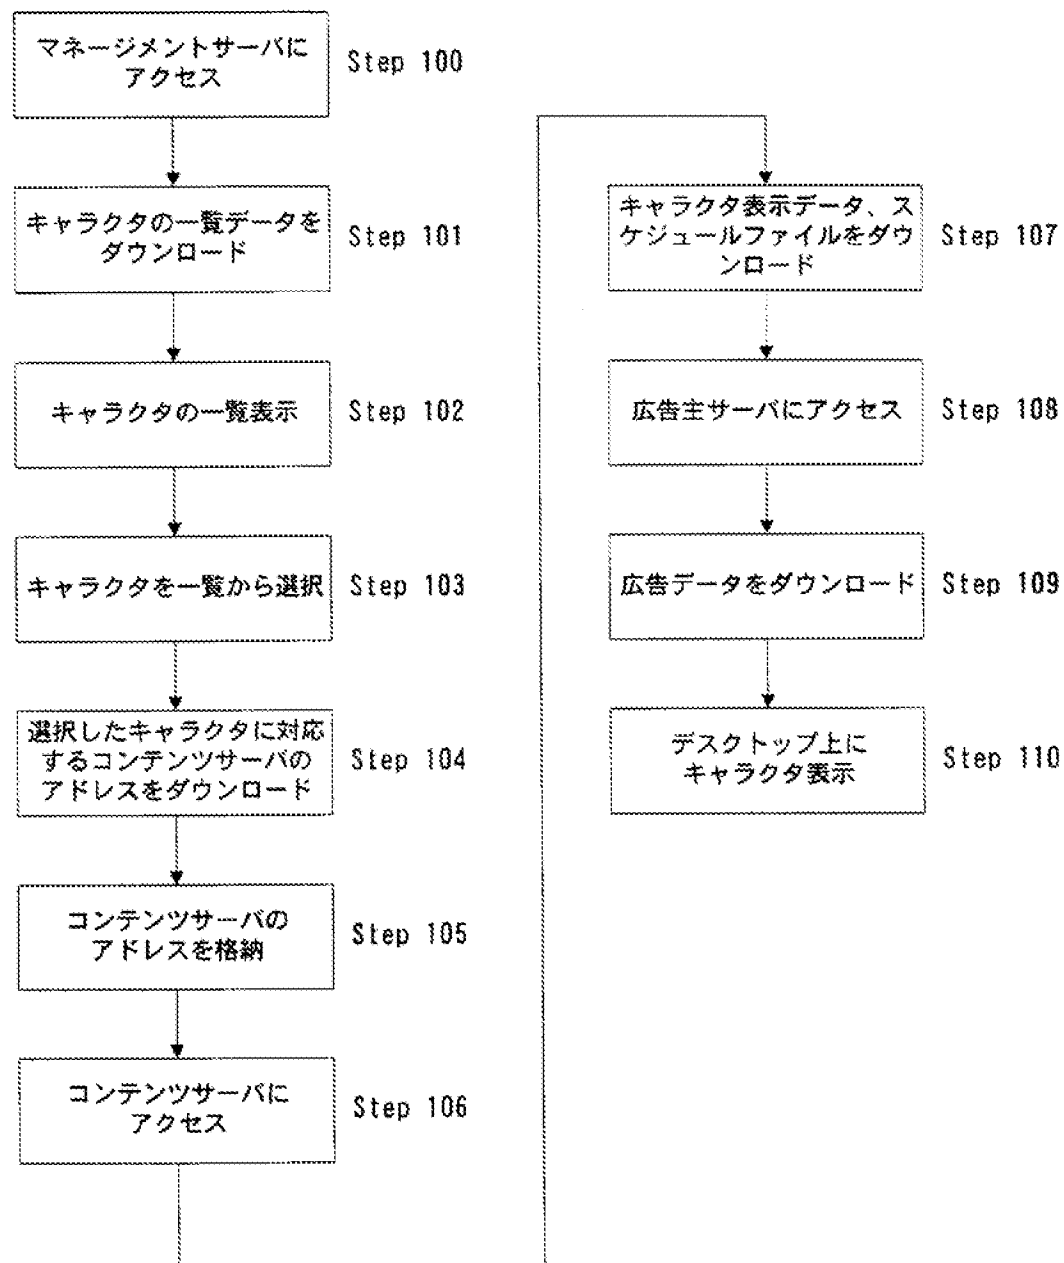 マネージメントサーバに
アクセス
Step 100
キャラクタの一覧データを
ダウンロード
Step 101
キャラクタの一覧表示
Step 102
キャラクタを一覧から選択
Step 103
選択したキャラクタに対応
するコンテンツサーバの
アドレスをダウンロード
Step 104
コンテンツサーバの
アドレスを格納
Step 105
コンテンツサーバに
アクセス
Step 106
キャラクタ表示データ、ス
ケジュールファイルをダウ
ンロード
Step 107
広告主サーバにアクセス
Step 108
広告データをダウンロード
Step 109
デスクトップ上に
キャラクタ表示
Step 110